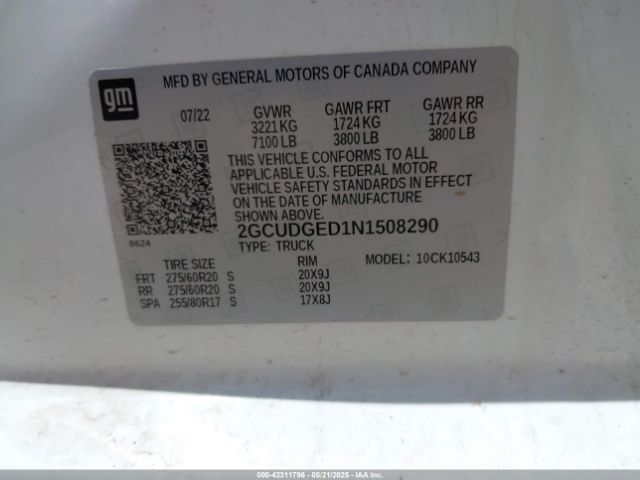 gm
MFD BY GENERAL MOTORS OF CANADA COMPANY
07/22 GVWR GAWR FRT GAWR RR
3221 KG 1724 KG 1724 KG
7100 LB 3800 LB 3800 LB
THIS VEHICLE CONFORMS TO ALL
APPLICABLE U.S. FEDERAL MOTOR
VEHICLE SAFETY STANDARDS IN EFFECT
ON THE DATE OF MANUFACTURE
SHOWN ABOVE.
8624
2GCUDGED1N1508290
TYPE: TRUCK
TIRE SIZE RIM MODEL: 10CK10543
FRT 275/60R20 S 20X9J
RR 275/60R20 S 20X9J
SPA 255/80R17 S 17X8J
000-42311796 - 05/21/2025 - IAAI.COM